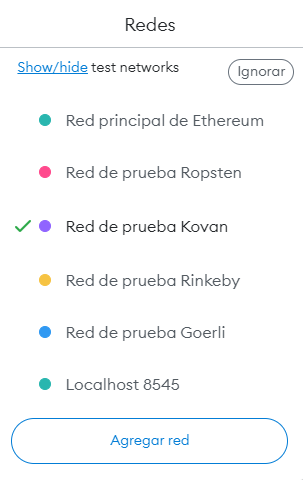 Redes
Show/hide test networks
Ignorar
Red principal de Ethereum
Red de prueba Ropsten
Red de prueba Kovan
Red de prueba Rinkeby
Red de prueba Goerli
Localhost 8545
Agregar red